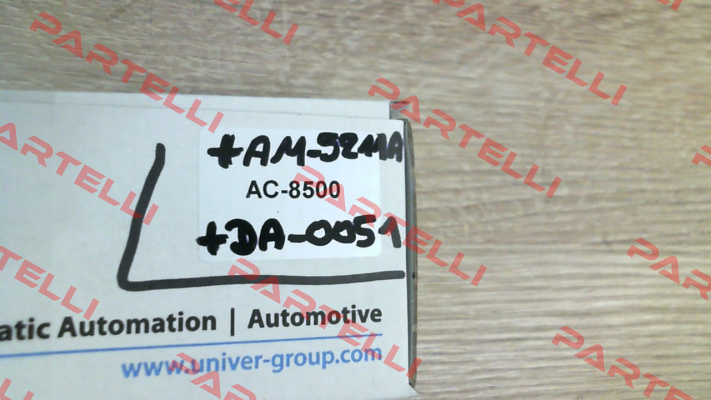 +AM-5211A
AC-8500
+DA-0051
atic Automation | Automotive
www.univer-group.com
PARTELLI
PARTELLI
PARTELLI
PARTELLI
PARTELLI
PARTELLI
PARTELLI